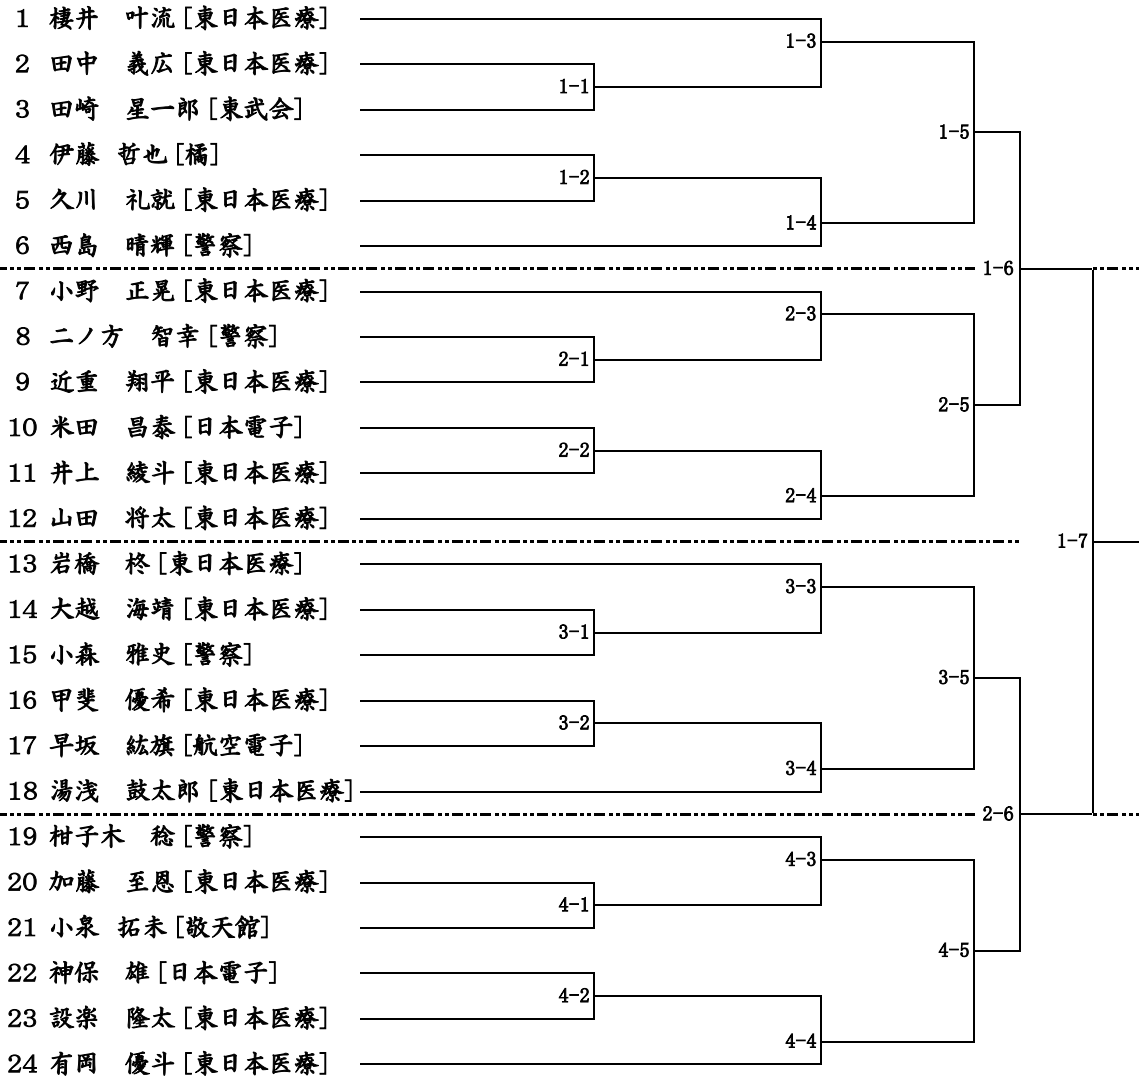 1 棲井 叶流[東日本医療]
1-3
2 田中 義広[東日本医療]
1-1
3 田崎 星一郎[東武会]
1-5
4 伊藤 哲也[橘]
1-2
5 久川 礼就[東日本医療]
1-4
6 西島 晴輝[警察]
1-6
7 小野 正晃[東日本医療]
2-3
8 二ノ方 智幸[警察]
2-1
9 近重 翔平[東日本医療]
2-5
10 米田 昌泰[日本電子]
2-2
11 井上 綾斗[東日本医療]
2-4
12 山田 将太[東日本医療]
1-7
13 岩橋 柊[東日本医療]
3-3
14 大越 海靖[東日本医療]
3-1
15 小森 雅史[警察]
3-5
16 甲斐 優希[東日本医療]
3-2
17 早坂 紘旗[航空電子]
3-4
18 湯浅 鼓太郎[東日本医療]
2-6
19 柑子木 稔[警察]
4-3
20 加藤 至恩[東日本医療]
4-1
21 小泉 拓未[敬天館]
4-5
22 神保 雄[日本電子]
4-2
23 設楽 隆太[東日本医療]
4-4
24 有岡 優斗[東日本医療]